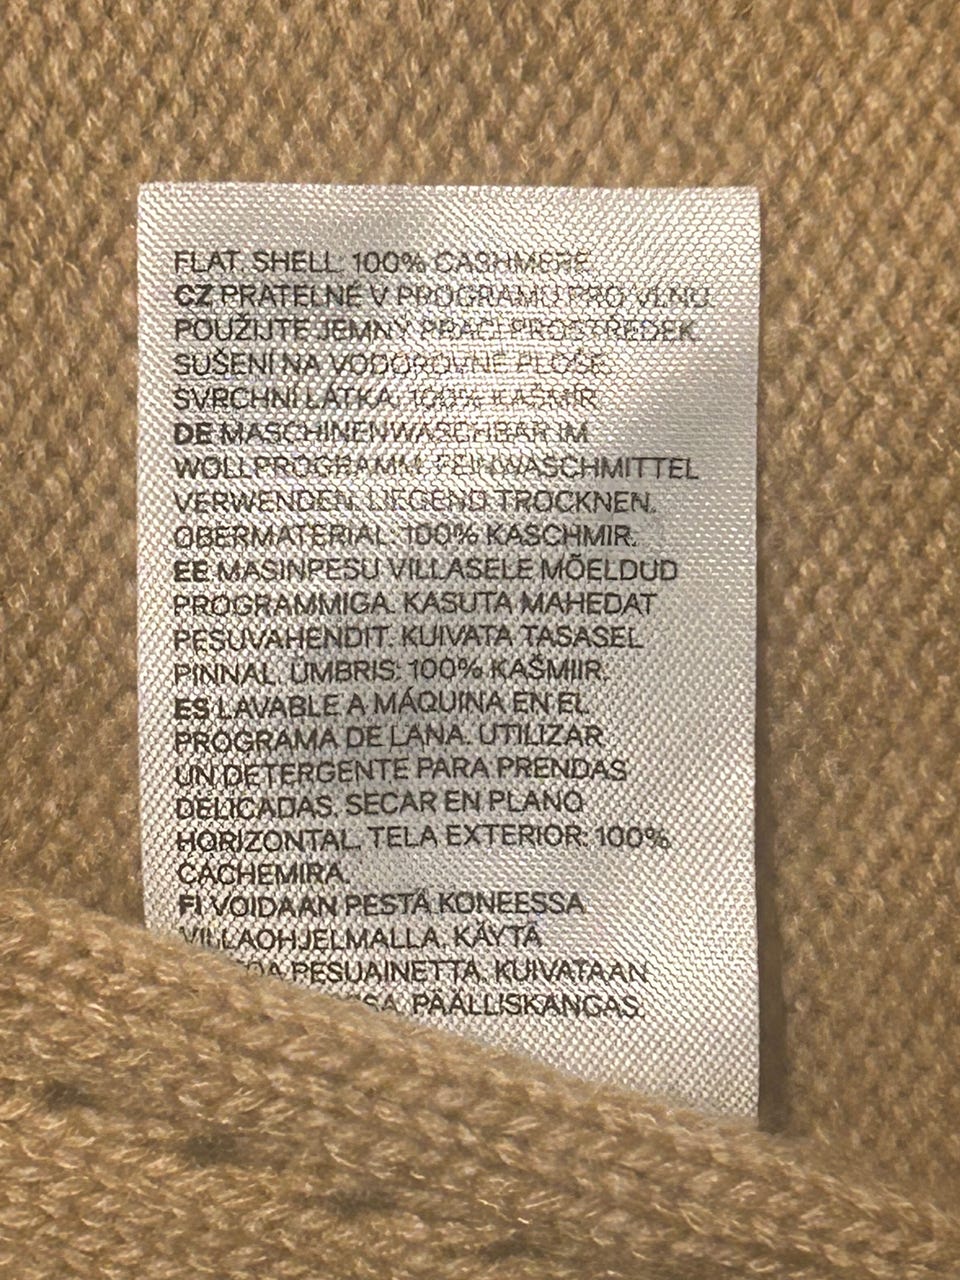 FLAT. SHELL: 100% CASHMERE.
CZ PRATELNÉ V PROGRAMU PRO VLNU.
POUŽIJTE JEMNÝ PRACÍ PROSTŘEDEK.
SUŠENÍ NA VODOROVNÉ PLOŠE.
SVRCHNÍ LÁTKA: 100% KAŠMÍR.
DE MASCHINENWASCHBAR IM
WOLLPROGRAMM. FEINWASCHMITTEL
VERWENDEN. LIEGEND TROCKNEN.
OBERMATERIAL: 100% KASCHMIR.
EE MASINPESU VILLASELE MÕELDUD
PROGRAMMIGA. KASUTA MAHEDAT
PESUVAHENDIT. KUIVATA TASASEL
PINNAL. ÜMBRIS: 100% KAŠMIIR.
ES LAVABLE A MÁQUINA EN EL
PROGRAMA DE LANA. UTILIZAR
UN DETERGENTE PARA PRENDAS
DELICADAS. SECAR EN PLANO
HORIZONTAL. TELA EXTERIOR: 100%
CACHEMIRA.
FI VOIDAAN PESTÄ KONEESSA
VILLAOHJELMALLA. KÄYTÄ
PESUAINETTA. KUIVATAAN
PÄÄLLISKANGAS: